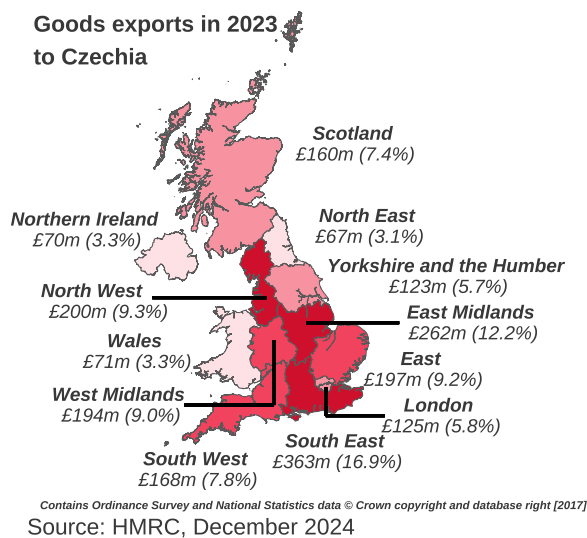 Goods exports in 2023
to Czechia
Scotland
£160m (7.4%)
Northern Ireland
£70m (3.3%)
North East
£67m (3.1%)
Yorkshire and the Humber
£123m (5.7%)
North West
£200m (9.3%)
East Midlands
£262m (12.2%)
Wales
£71m (3.3%)
East
£197m (9.2%)
West Midlands
£194m (9.0%)
London
£125m (5.8%)
South East
£363m (16.9%)
South West
£168m (7.8%)
Contains Ordinance Survey and National Statistics data © Crown copyright and database right [2017]
Source: HMRC, December 2024